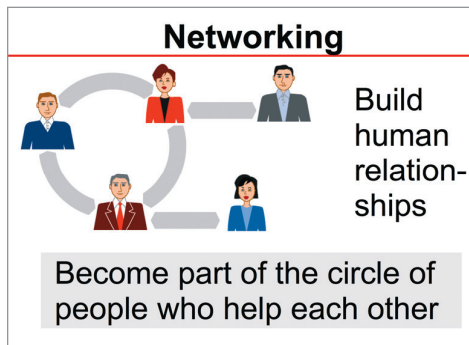 Networking
Build
human
relation-
ships
Become part of the circle of
people who help each other